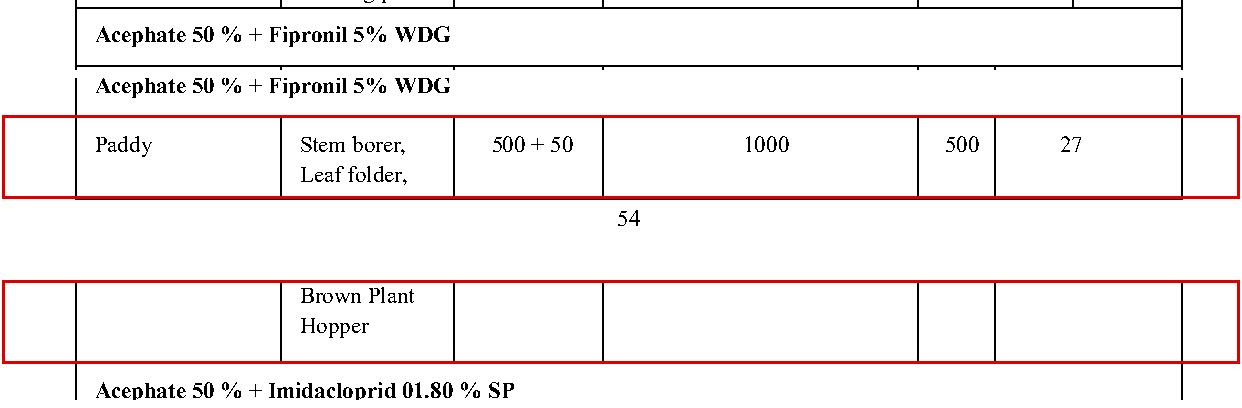 Acephate 50 % + Fipronil 5% WDG
Acephate 50 % + Fipronil 5% WDG
Paddy Stem borer, 500 + 50 1000 500 27
Leaf folder,
54
Brown Plant
Hopper
Acephate 50 % + Imidacloprid 01.80 % SP